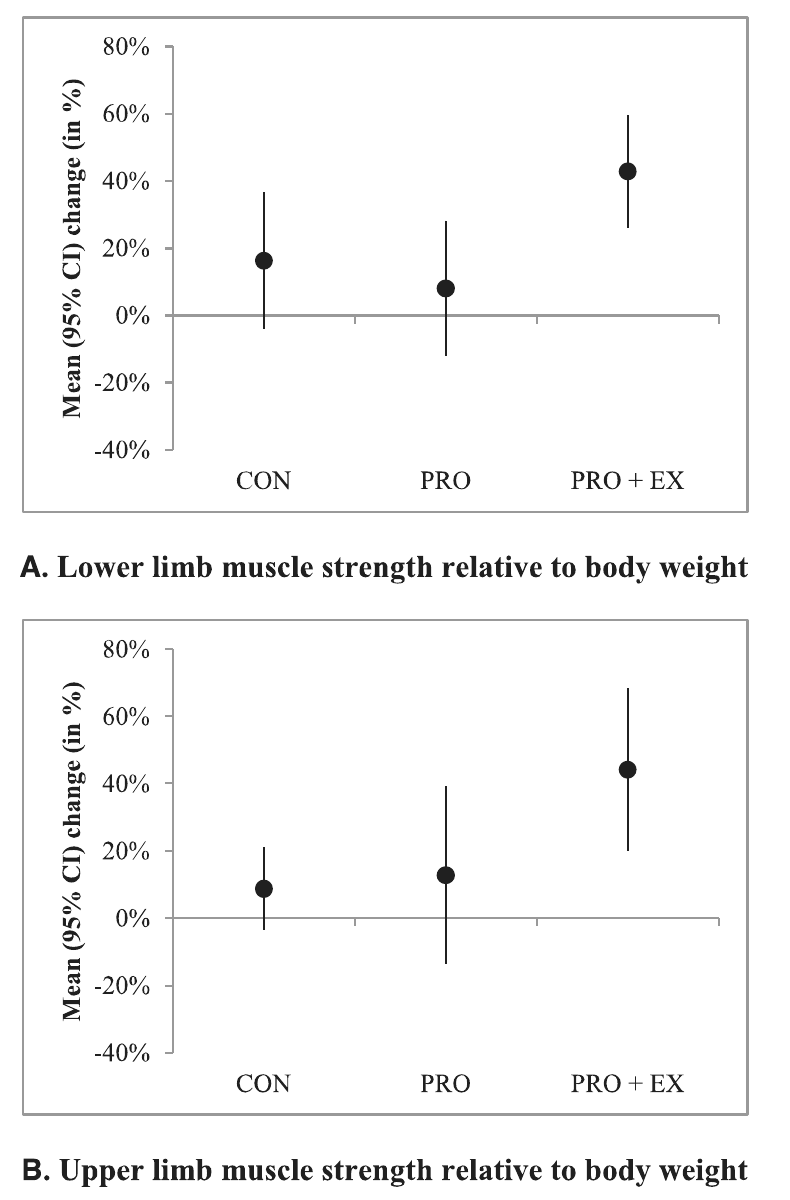 80%
60%
40%
20%
0%
-20%
-40%
Mean (95% CI) change (in %)
CON PRO PRO + EX
A. Lower limb muscle strength relative to body weight
80%
60%
40%
20%
0%
-20%
-40%
Mean (95% CI) change (in %)
CON PRO PRO + EX
B. Upper limb muscle strength relative to body weight